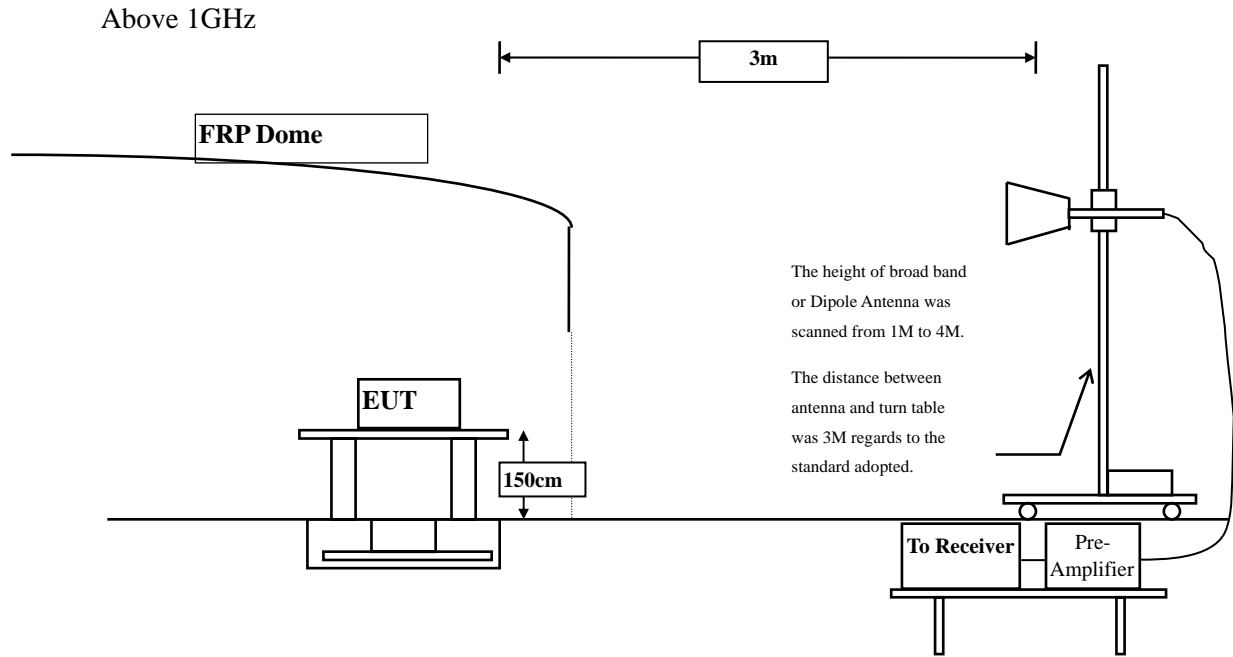 Above 1GHz
3m
FRP Dome
The height of broad band
or Dipole Antenna was
scanned from 1M to 4M.
The distance between
antenna and turn table
was 3M regards to the
standard adopted.
EUT
150cm
To Receiver
Pre-
Amplifier